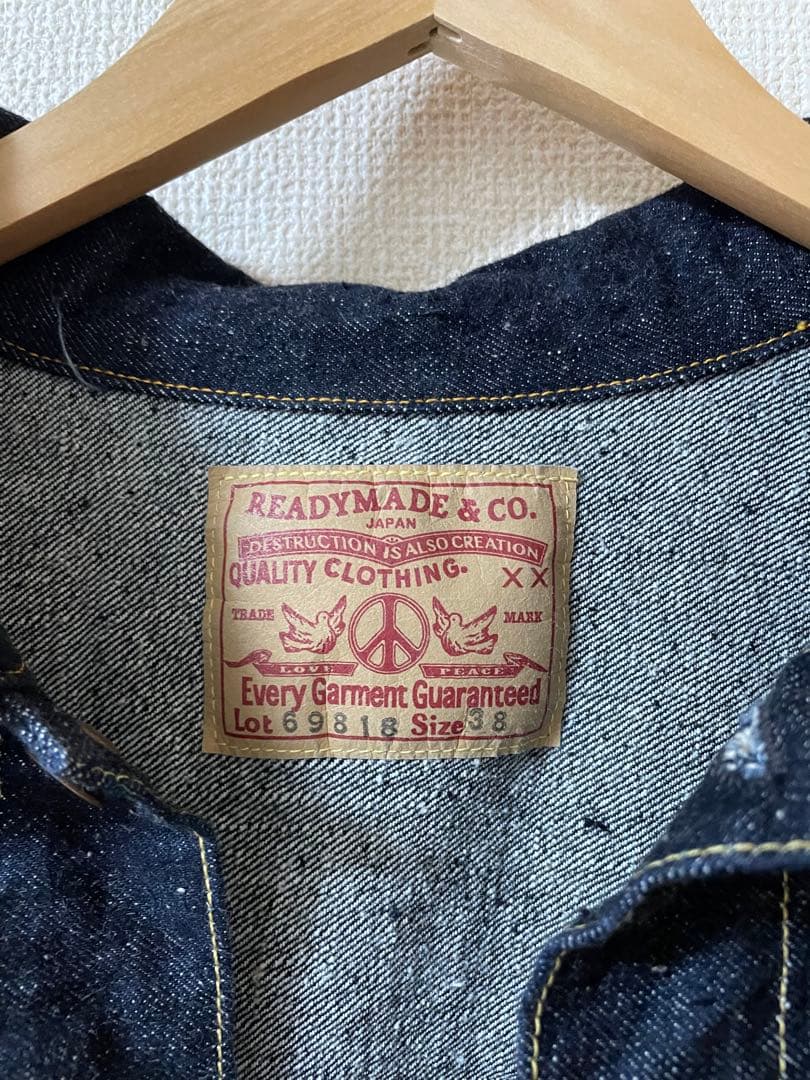 READYMADE & CO.
JAPAN
DESTRUCTION IS ALSO CREATION
QUALITY CLOTHING. XX
TRADE MARK
LOVE PEACE
Every Garment Guaranteed
Lot 69818 Size 38